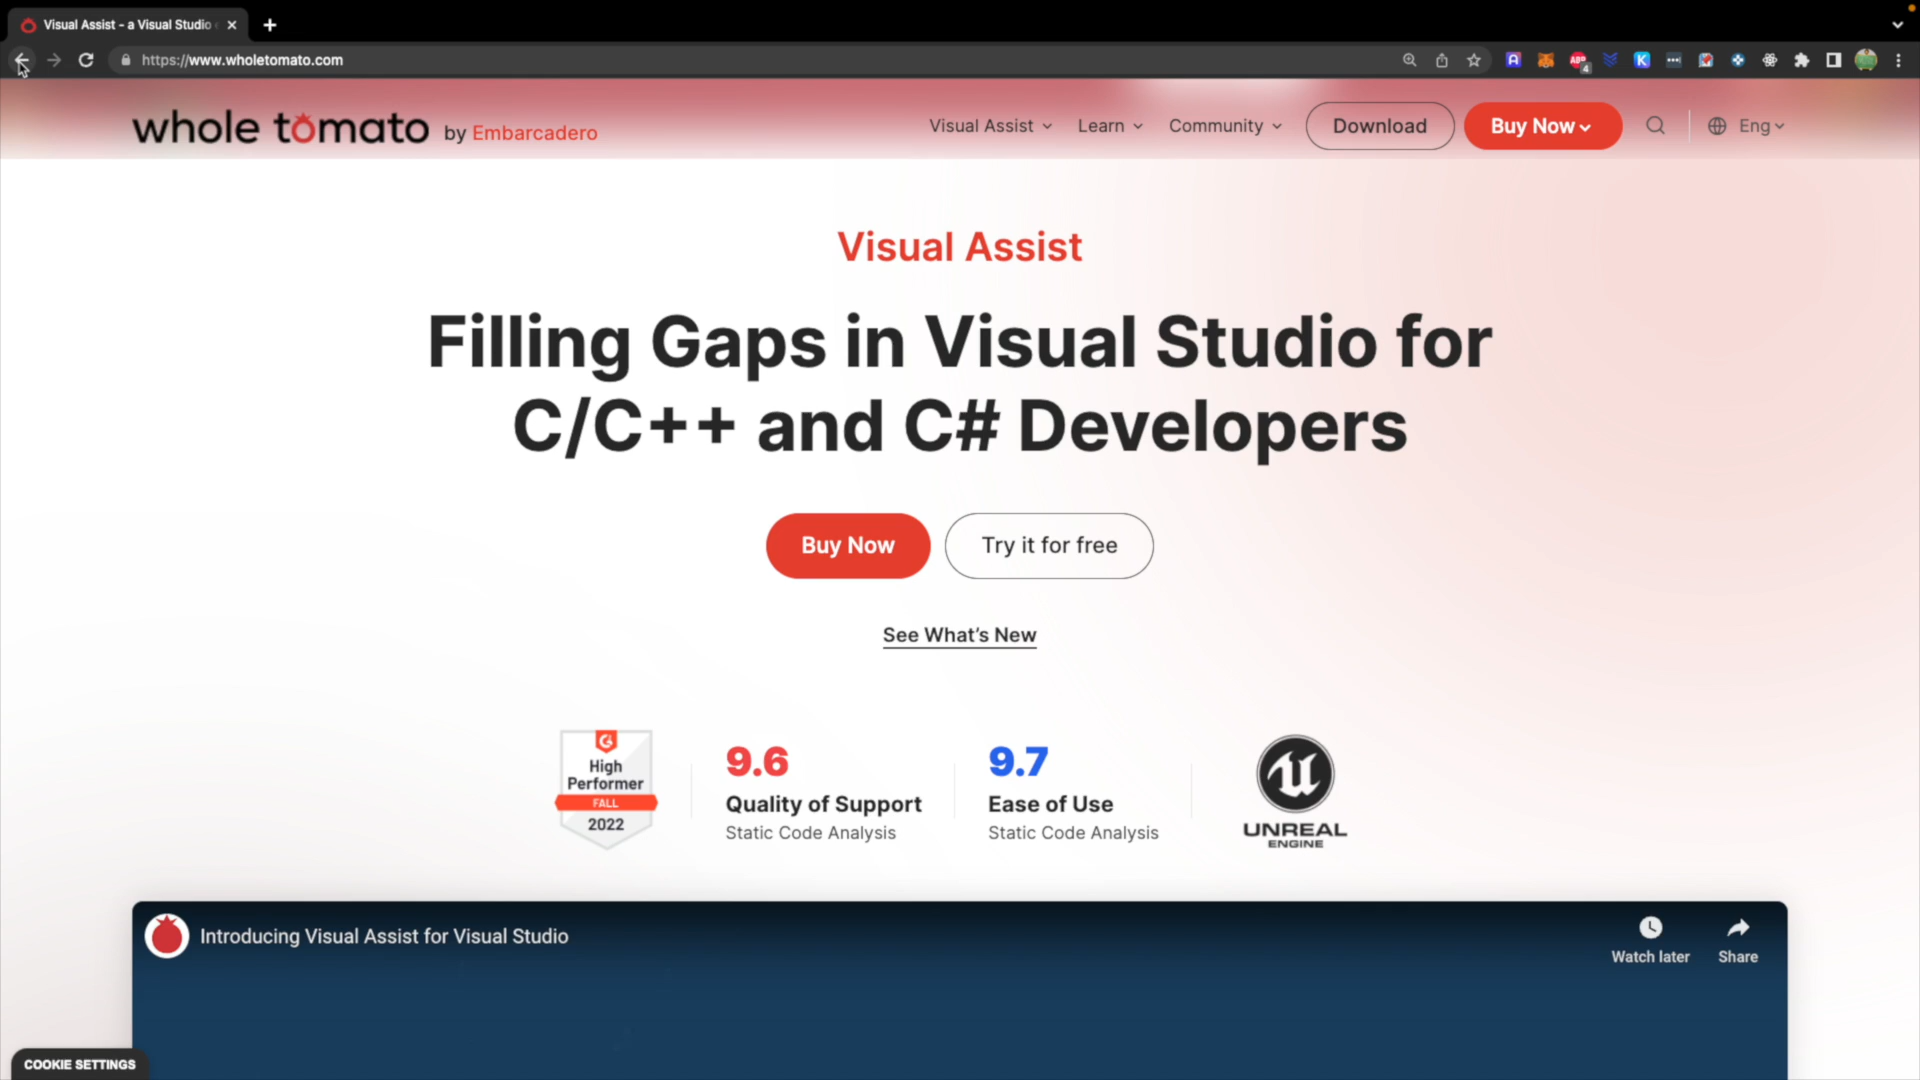 Visual Assist - a Visual Studio
https://www.wholetomato.com
A
ABP
4
K
whole tomato by Embarcadero
Visual Assist
Learn
Community
Download
Buy Now
Eng
Visual Assist
Filling Gaps in Visual Studio for
C/C++ and C# Developers
Buy Now
Try it for free
See What's New
High
Performer
FALL
2022
9.6
Quality of Support
Static Code Analysis
9.7
Ease of Use
Static Code Analysis
UNREAL
ENGINE
Introducing Visual Assist for Visual Studio
Watch later
Share
COOKIE SETTINGS